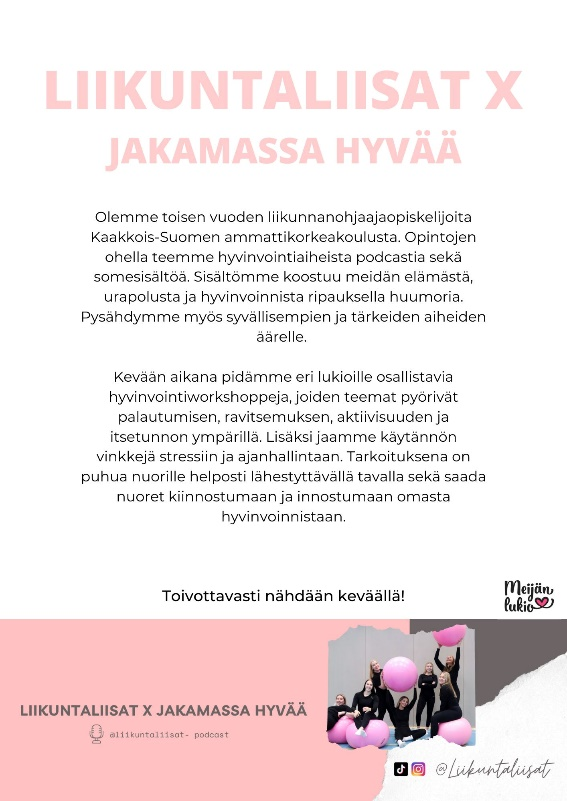 LIIKUNTALIISAT X
JAKAMASSA HYVÄÄ
Olemme toisen vuoden liikunnanohjaajaopiskelijoita
Kaakkois-Suomen ammattikorkeakoulusta. Opintojen
ohella teemme hyvinvointiaiheista podcastia sekä
somesisältöä. Sisältömme koostuu meidän elämästä,
urapolusta ja hyvinvoinnista ripauksella huumoria.
Pysähdymme myös syvällisempien ja tärkeiden aiheiden
äärelle.
Kevään aikana pidämme eri lukioille osallistavia
hyvinvointiworkshoppeja, joiden teemat pyörivät
palautumisen, ravitsemuksen, aktiivisuuden ja
itsetunnon ympärillä. Lisäksi jaamme käytännön
vinkkejä stressiin ja ajanhallintaan. Tarkoituksena on
puhua nuorille helposti lähestyttävällä tavalla sekä saada
nuoret kiinnostumaan ja innostumaan omasta
hyvinvoinnistaan.
Toivottavasti nähdään keväällä!
Meijän
lukio
LIIKUNTALIISAT X JAKAMASSA HYVÄÄ
@liikuntaliisat- podcast
@Liikuntaliisat